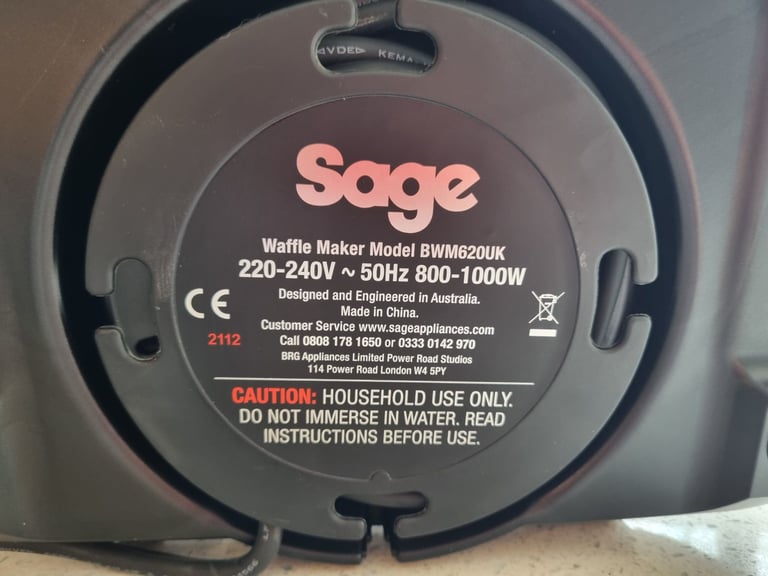 VDE KEMA
Sage
Waffle Maker Model BWM620UK
220-240V ~ 50Hz 800-1000W
Designed and Engineered in Australia.
Made in China.
Customer Service www.sageappliances.com
Call 0808 178 1650 or 0333 0142 970
BRG Appliances Limited Power Road Studios
114 Power Road London W4 5PY
CE
2112
CAUTION: HOUSEHOLD USE ONLY.
DO NOT IMMERSE IN WATER. READ
INSTRUCTIONS BEFORE USE.